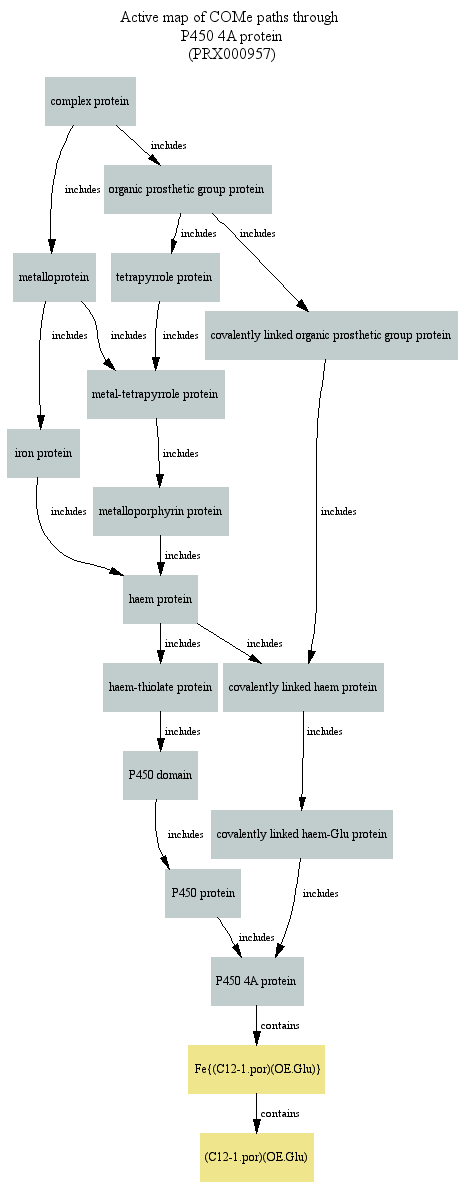 Active map of COMe paths through
P450 4A protein
(PRX000957)
complex protein
includes
organic prosthetic group protein
includes
includes
includes
metalloprotein
tetrapyrrole protein
covalently linked organic prosthetic group protein
includes
includes
includes
metal-tetrapyrrole protein
iron protein
includes
metalloporphyrin protein
includes
includes
includes
haem protein
includes
includes
haem-thiolate protein
covalently linked haem protein
includes
includes
P450 domain
covalently linked haem-Glu protein
includes
P450 protein
includes
includes
P450 4A protein
contains
Fe{(C12-1.por)(OE.Glu)}
contains
(C12-1.por)(OE.Glu)